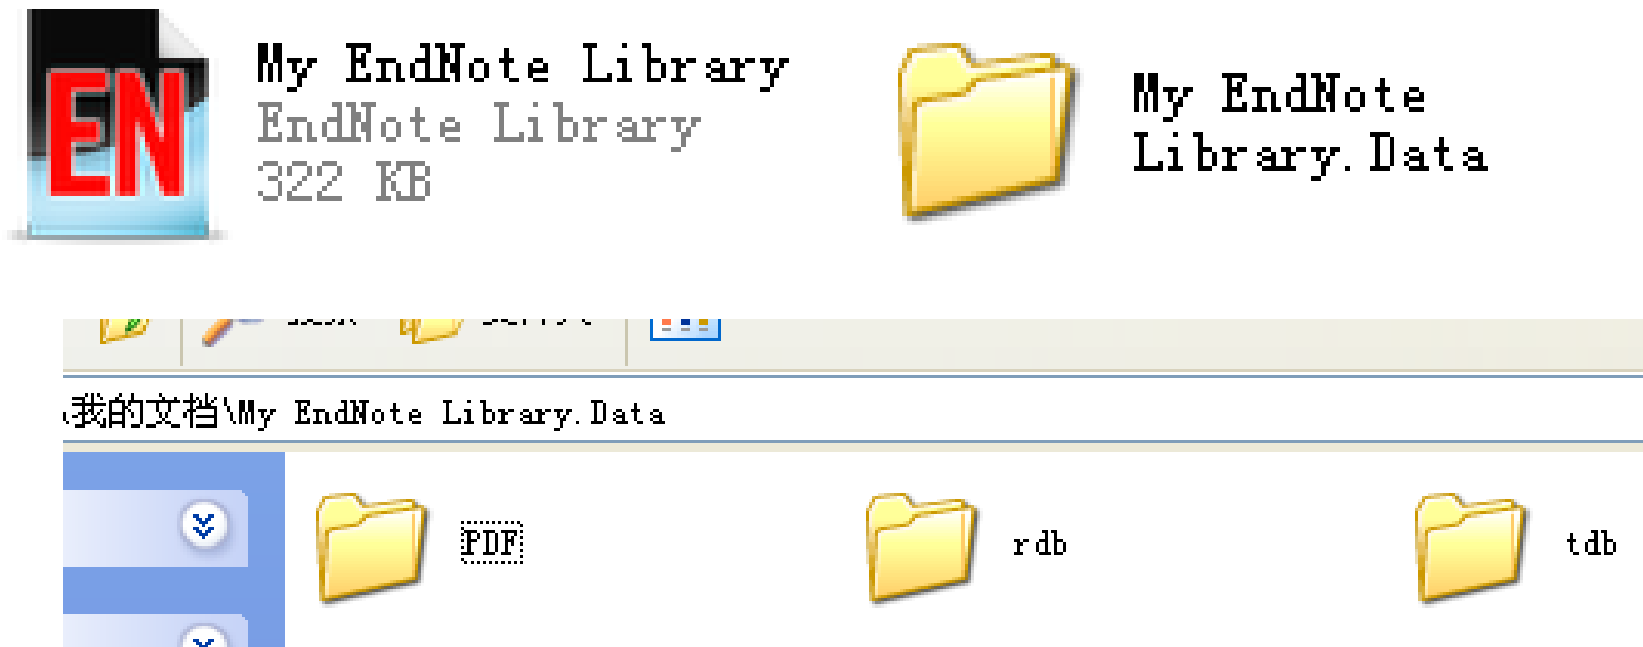 EN
My EndNote Library
EndNote Library
322 KB
My EndNote
Library.Data
\我的文档\My EndNote Library.Data
PDF
rdb
tdb